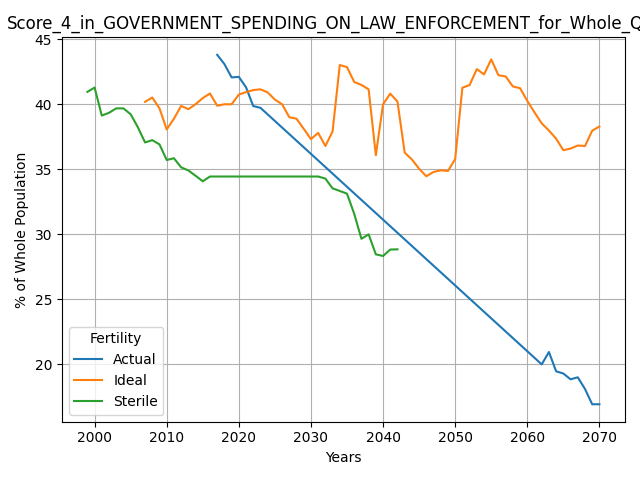 Score_4_in_GOVERNMENT_SPENDING_ON_LAW_ENFORCEMENT_for_Whole_Q
45
40
35
30
25
20
% of Whole Population
Fertility
Actual
Ideal
Sterile
2000 2010 2020 2030 2040 2050 2060 2070
Years